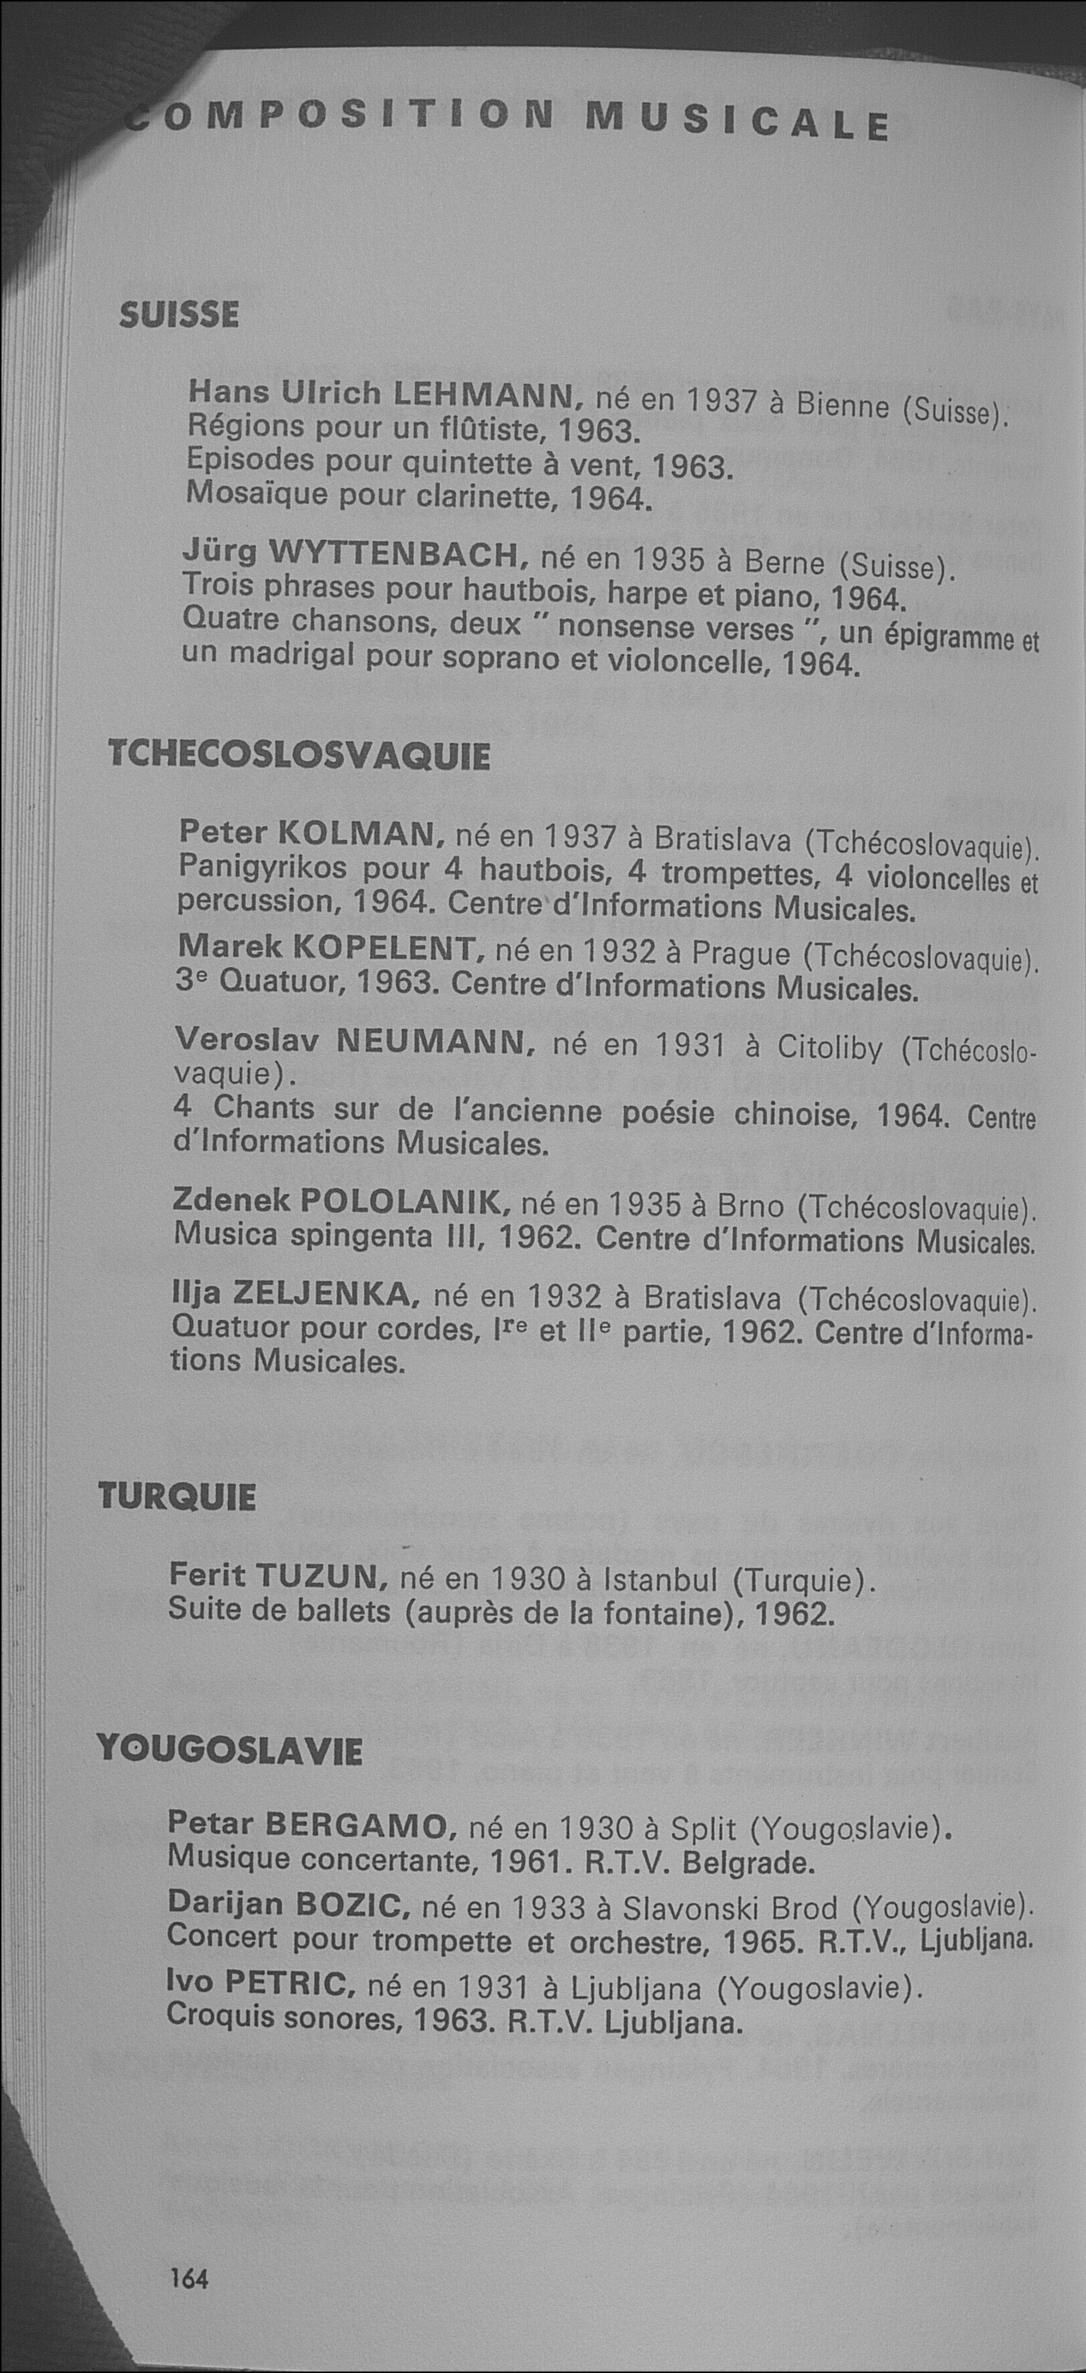 COMPOSITION MUSICALE
SUISSE
Hans Ulrich LEHMANN, né en 1937 à Bienne (Suisse).
Régions pour un flûtiste, 1963.
Episodes pour quintette à vent, 1963.
Mosaïque pour clarinette, 1964.
Jürg WYTTENBACH, né en 1935 à Berne (Suisse).
Trois phrases pour hautbois, harpe et piano, 1964.
Quatre chansons, deux " nonsense verses ", un épigramme et
un madrigal pour soprano et violoncelle, 1964.
TCHECOSLOSVAQUIE
Peter KOLMAN, né en 1937 à Bratislava (Tchécoslovaquie).
Panigyrikos pour 4 hautbois, 4 trompettes, 4 violoncelles et
percussion, 1964. Centre d'Informations Musicales.
Marek KOPELENT, né en 1932 à Prague (Tchécoslovaquie).
3e Quatuor, 1963. Centre d'Informations Musicales.
Veroslav NEUMANN, né en 1931 à Citoliby (Tchécoslo-
vaquie).
4 Chants sur de l'ancienne poésie chinoise, 1964. Centre
d'Informations Musicales.
Zdenek POLOLANIK, né en 1935 à Brno (Tchécoslovaquie).
Musica spingenta III, 1962. Centre d'Informations Musicales.
Ilja ZELJENKA, né en 1932 à Bratislava (Tchécoslovaquie).
Quatuor pour cordes, Ire et IIe partie, 1962. Centre d'Informa-
tions Musicales.
TURQUIE
Ferit TUZUN, né en 1930 à Istanbul (Turquie).
Suite de ballets (auprès de la fontaine), 1962.
YOUGOSLAVIE
Petar BERGAMO, né en 1930 à Split (Yougoslavie).
Musique concertante, 1961. R.T.V. Belgrade.
Darijan BOZIC, né en 1933 à Slavonski Brod (Yougoslavie).
Concert pour trompette et orchestre, 1965. R.T.V., Ljubljana.
Ivo PETRIC, né en 1931 à Ljubljana (Yougoslavie).
Croquis sonores, 1963. R.T.V. Ljubljana.
164